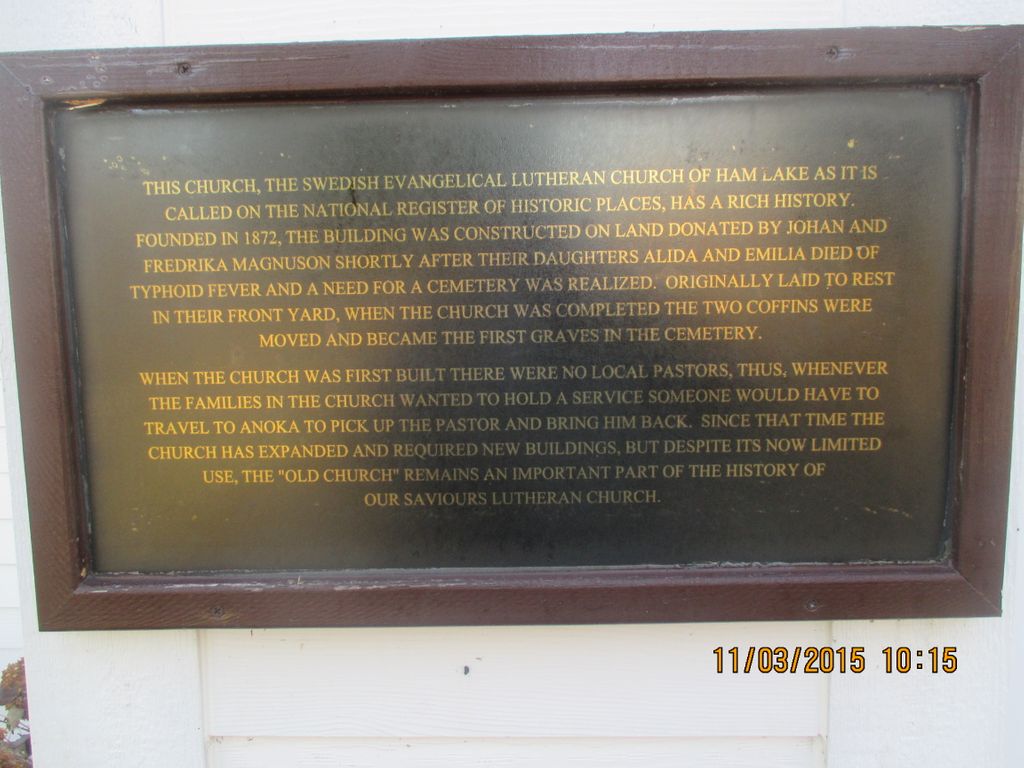 THIS CHURCH, THE SWEDISH EVANGELICAL LUTHERAN CHURCH OF HAM LAKE AS IT IS
CALLED ON THE NATIONAL REGISTER OF HISTORIC PLACES, HAS A RICH HISTORY.
FOUNDED IN 1872, THE BUILDING WAS CONSTRUCTED ON LAND DONATED BY JOHAN AND
FREDRIKA MAGNUSON SHORTLY AFTER THEIR DAUGHTERS ALIDA AND EMILIA DIED OF
TYPHOID FEVER AND A NEED FOR A CEMETERY WAS REALIZED. ORIGINALLY LAID TO REST
IN THEIR FRONT YARD, WHEN THE CHURCH WAS COMPLETED THE TWO COFFINS WERE
MOVED AND BECAME THE FIRST GRAVES IN THE CEMETERY.
WHEN THE CHURCH WAS FIRST BUILT THERE WERE NO LOCAL PASTORS, THUS, WHENEVER
THE FAMILIES IN THE CHURCH WANTED TO HOLD A SERVICE SOMEONE WOULD HAVE TO
TRAVEL TO ANOKA TO PICK UP THE PASTOR AND BRING HIM BACK. SINCE THAT TIME THE
CHURCH HAS EXPANDED AND REQUIRED NEW BUILDINGS, BUT DESPITE ITS NOW LIMITED
USE, THE "OLD CHURCH" REMAINS AN IMPORTANT PART OF THE HISTORY OF
OUR SAVIOURS LUTHERAN CHURCH.
11/03/2015 10:15